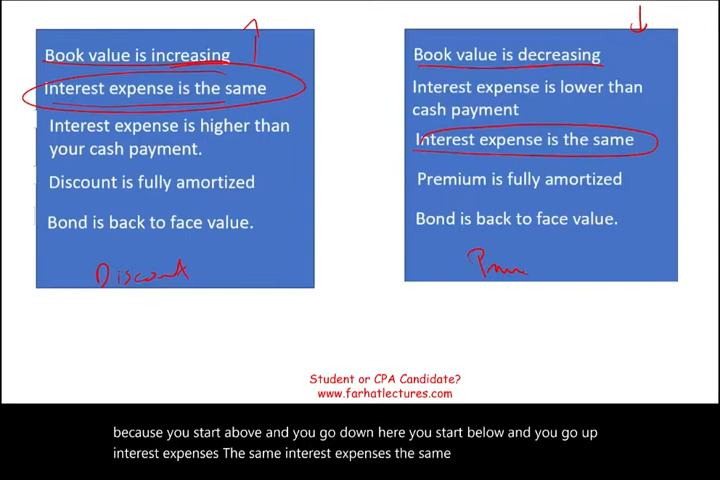 Book value is increasing
Interest expense is the same
Interest expense is higher than
your cash payment.
Discount is fully amortized
Bond is back to face value.
Discount
Book value is decreasing
Interest expense is lower than
cash payment
Interest expense is the same
Premium is fully amortized
Bond is back to face value.
Student or CPA Candidate?
www.farhatlectures.com
because you start above and you go down here you start below and you go up
interest expenses The same interest expenses the same